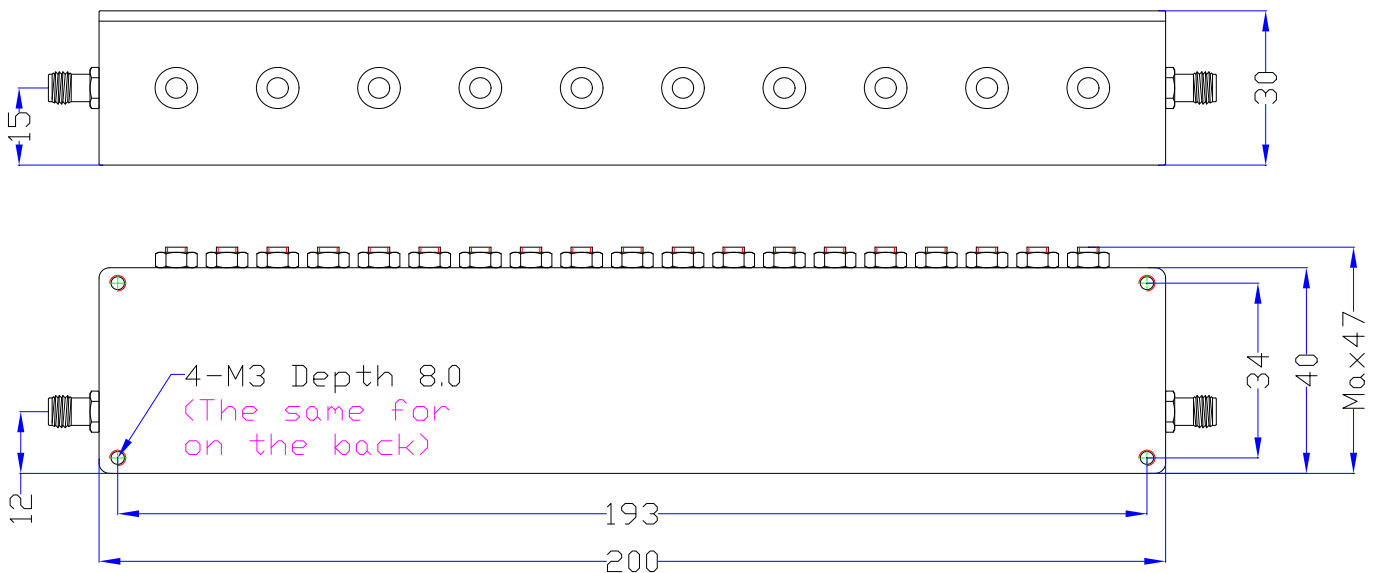 15
30
4-M3 Depth 8.0
(The same for
on the back)
34
40
Max47
12
193
200